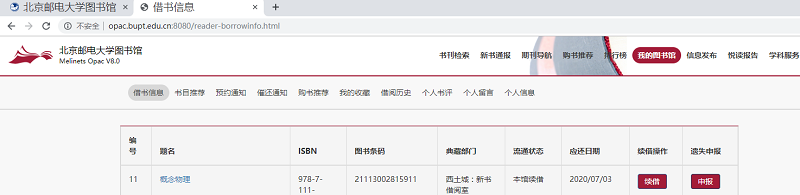 北京邮电大学图书馆 借书信息
不安全 | opac.bupt.edu.cn:8080/reader-borrowinfo.html
北京邮电大学图书馆
Melinets Opac V8.0
书刊检索 新书通报 期刊导航 购书推荐 排行榜 我的图书馆 信息发布 悦读报告 学科服务
借书信息 书目推荐 预约通知 催还通知 购书推荐 我的收藏 借阅历史 个人书评 个人留言 个人信息
编号 题名 ISBN 图书条码 典藏部门 流通状态 应还日期 续借操作 遗失申报
11 概念物理 978-7-111- 21113002815911 西土城：新书借阅室 本馆续借 2020/07/03 续借 申报